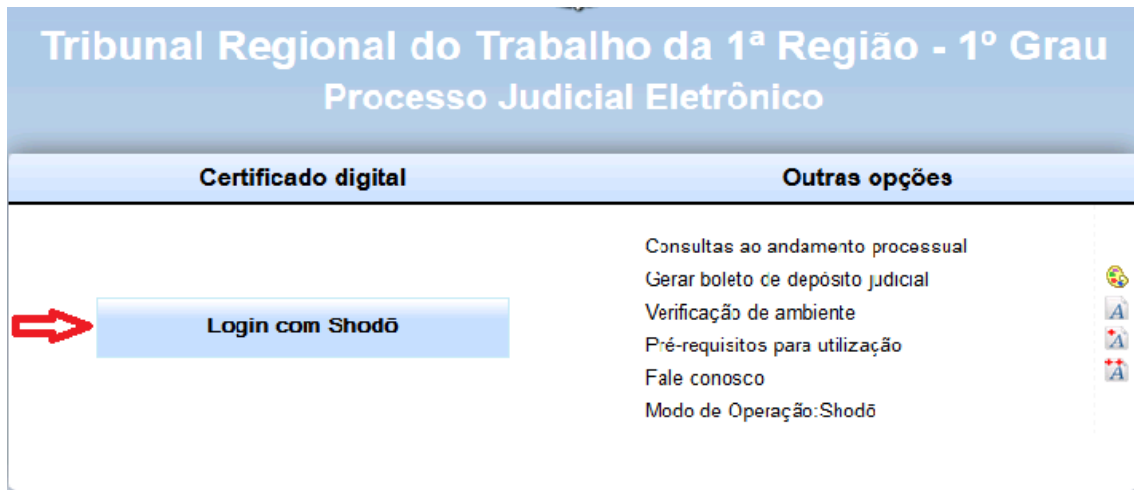 Tribunal Regional do Trabalho da 1ª Região - 1º Grau
Processo Judicial Eletrônico
Certificado digital
Outras opções
Login com Shodō
Consultas ao andamento processual
Gerar boleto de depósito judicial
Verificação de ambiente
Pré-requisitos para utilização
Fale conosco
Modo de Operação:Shodō
A
A
A